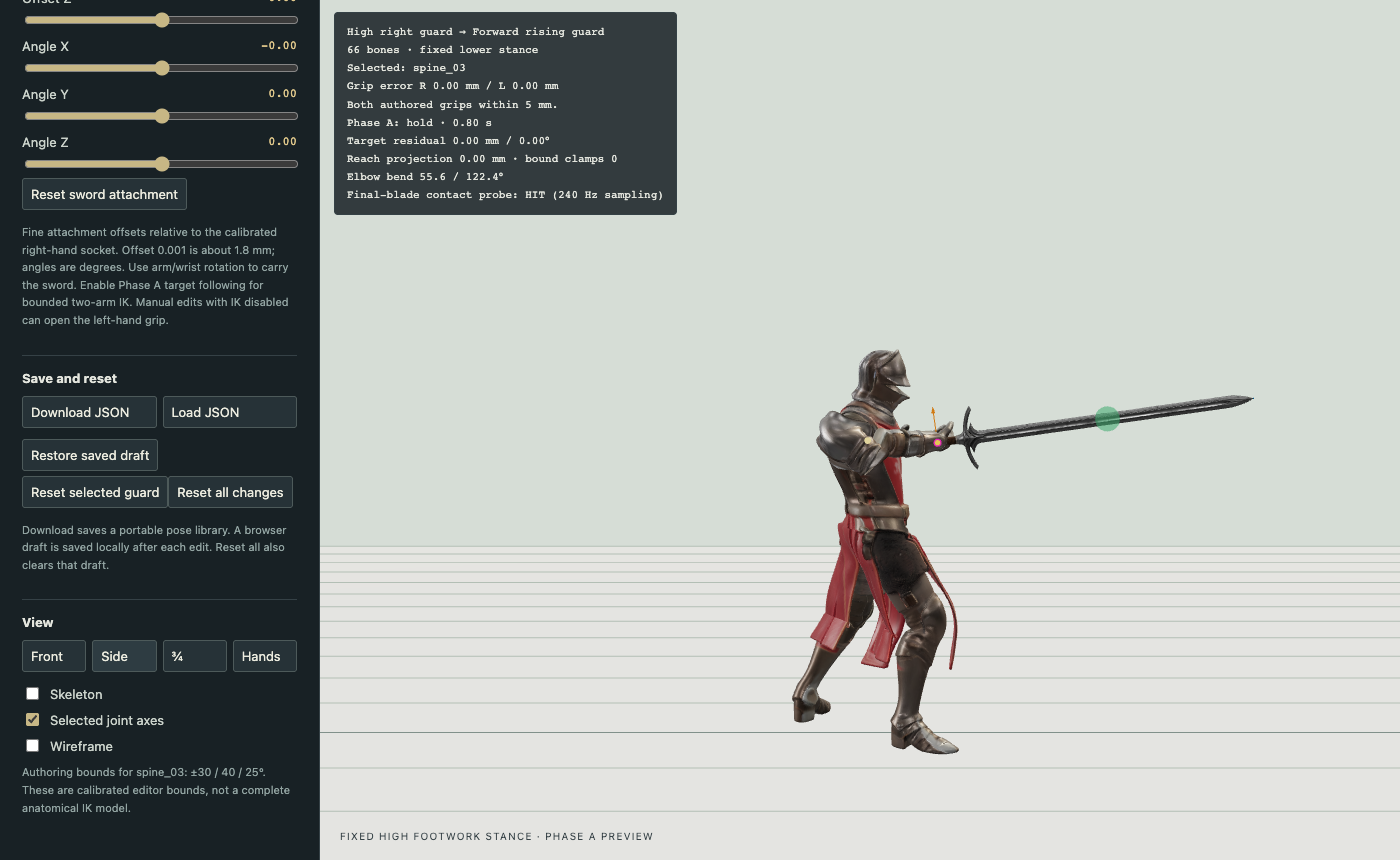 Offset Z 0.00
Angle X −0.00
Angle Y 0.00
Angle Z 0.00
Reset sword attachment
Fine attachment offsets relative to the calibrated
right-hand socket. Offset 0.001 is about 1.8 mm;
angles are degrees. Use arm/wrist rotation to carry
the sword. Enable Phase A target following for
bounded two-arm IK. Manual edits with IK disabled
can open the left-hand grip.
Save and reset
Download JSON Load JSON
Restore saved draft
Reset selected guard Reset all changes
Download saves a portable pose library. A browser
draft is saved locally after each edit. Reset all also
clears that draft.
View
Front Side ¾ Hands
Skeleton
Selected joint axes
Wireframe
Authoring bounds for spine_03: ±30 / 40 / 25°.
These are calibrated editor bounds, not a complete
anatomical IK model.
High right guard → Forward rising guard
66 bones · fixed lower stance
Selected: spine_03
Grip error R 0.00 mm / L 0.00 mm
Both authored grips within 5 mm.
Phase A: hold · 0.80 s
Target residual 0.00 mm / 0.00°
Reach projection 0.00 mm · bound clamps 0
Elbow bend 55.6 / 122.4°
Final-blade contact probe: HIT (240 Hz sampling)
FIXED HIGH FOOTWORK STANCE · PHASE A PREVIEW